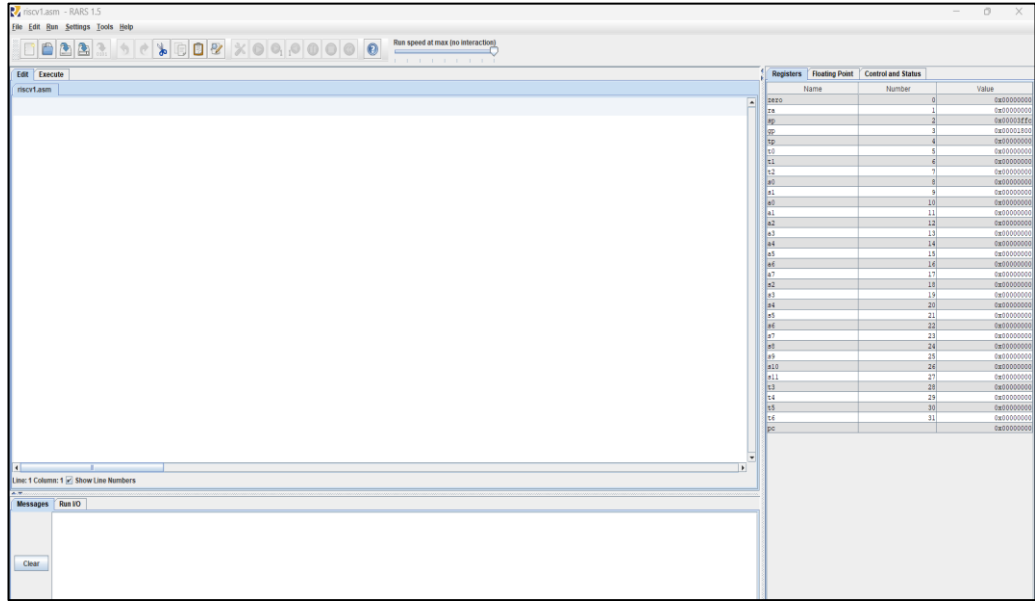 riscv1.asm - RARS 1.5
File Edit Run Settings Tools Help
Run speed at max (no interaction)
Edit Execute
riscv1.asm
Line: 1 Column: 1 Show Line Numbers
Messages Run I/O
Clear
Registers Floating Point Control and Status
Name Number Value
zero 0 0x00000000
ra 1 0x00000000
sp 2 0x00003ffc
gp 3 0x00001800
tp 4 0x00000000
t0 5 0x00000000
t1 6 0x00000000
t2 7 0x00000000
s0 8 0x00000000
s1 9 0x00000000
a0 10 0x00000000
a1 11 0x00000000
a2 12 0x00000000
a3 13 0x00000000
a4 14 0x00000000
a5 15 0x00000000
a6 16 0x00000000
a7 17 0x00000000
s2 18 0x00000000
s3 19 0x00000000
s4 20 0x00000000
s5 21 0x00000000
s6 22 0x00000000
s7 23 0x00000000
s8 24 0x00000000
s9 25 0x00000000
s10 26 0x00000000
s11 27 0x00000000
t3 28 0x00000000
t4 29 0x00000000
t5 30 0x00000000
t6 31 0x00000000
pc 0x00000000